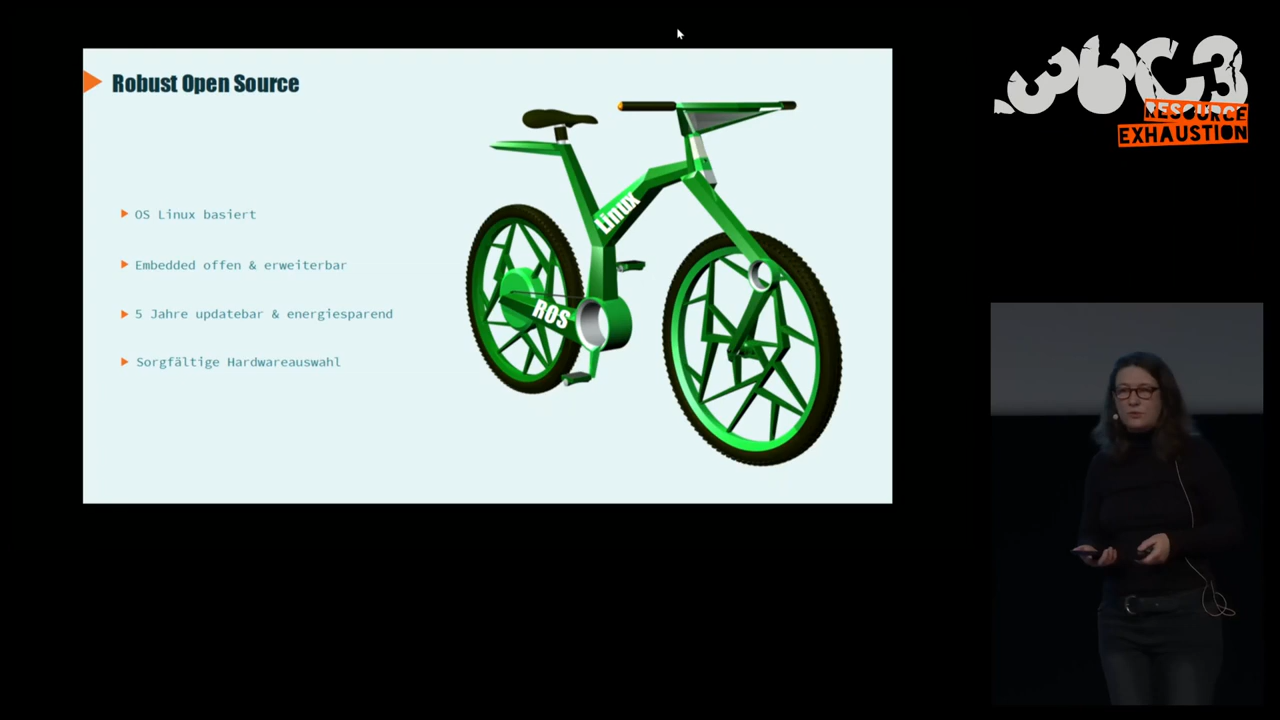 Robust Open Source
OS Linux basiert
Embedded offen & erweiterbar
5 Jahre updatebar & energiesparend
Sorgfältige Hardwareauswahl
Linux
ROS
36C3
RESOURCE
EXHAUSTION